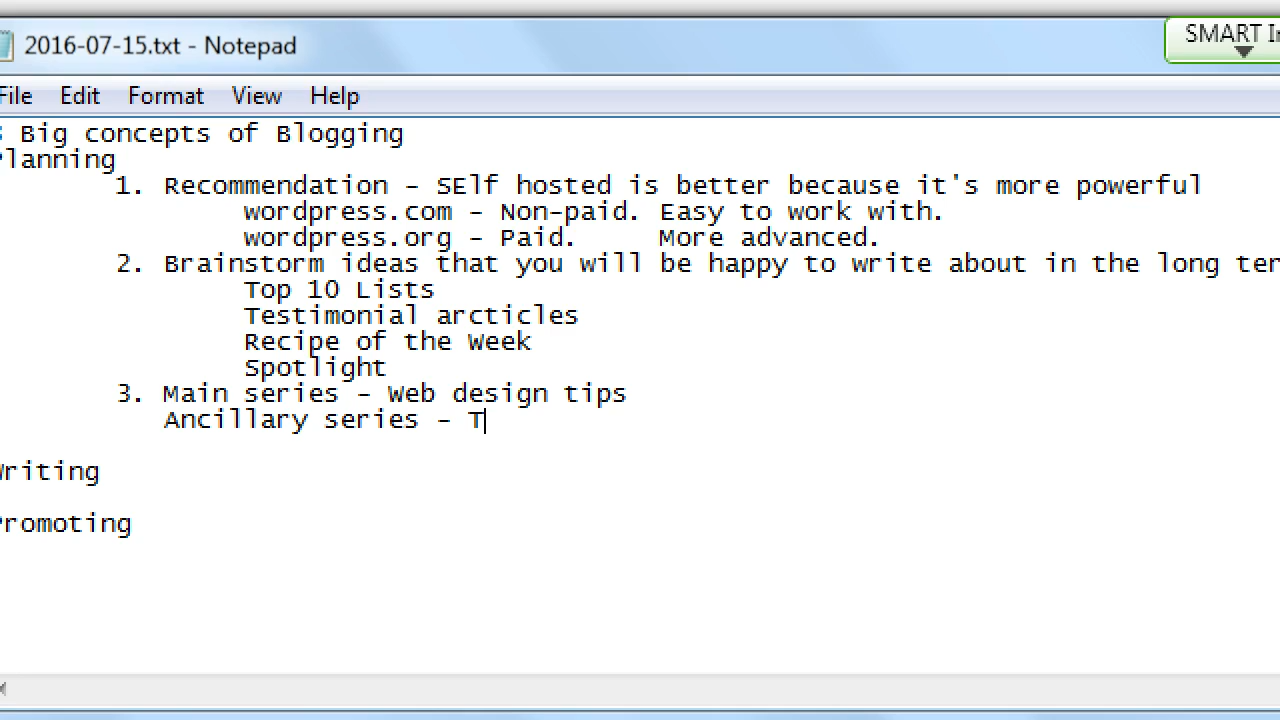 2016-07-15.txt - Notepad
SMART
File Edit Format View Help
Big concepts of Blogging
Planning
1. Recommendation - SElf hosted is better because it's more powerful
wordpress.com - Non-paid. Easy to work with.
wordpress.org - Paid. More advanced.
2. Brainstorm ideas that you will be happy to write about in the long
Top 10 Lists
Testimonial arcticles
Recipe of the Week
Spotlight
3. Main series - Web design tips
Ancillary series - T
Writing
Promoting